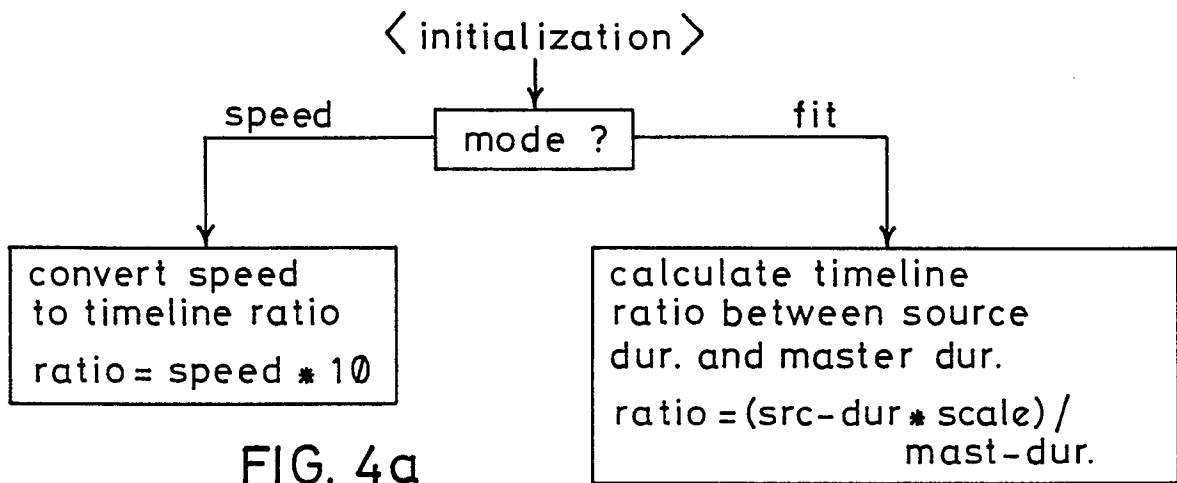 <initialization>
speed
mode ?
fit
convert speed
to timeline ratio
ratio = speed * 10
calculate timeline
ratio between source
dur. and master dur.
ratio = (src-dur * scale) /
mast-dur.
FIG. 4a